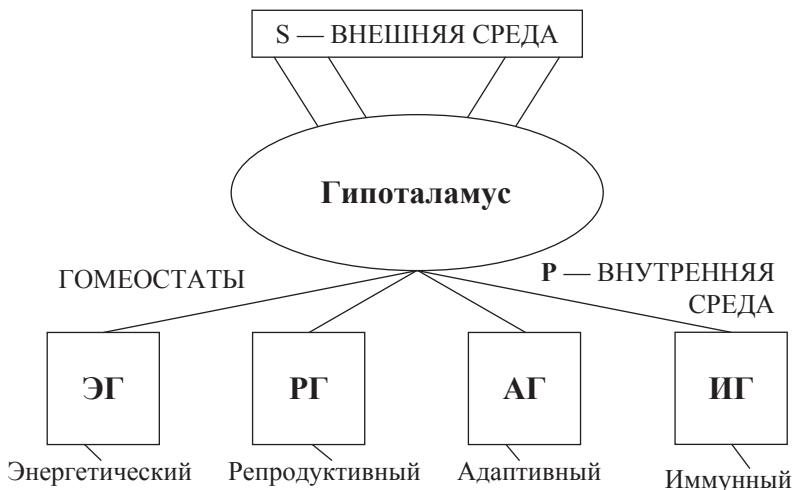 S — ВНЕШНЯЯ СРЕДА
Гипоталамус
ГОМЕОСТАТЫ
P — ВНУТРЕННЯЯ
СРЕДА
ЭГ
РГ
АГ
ИГ
Энергетический
Репродуктивный
Адаптивный
Иммунный